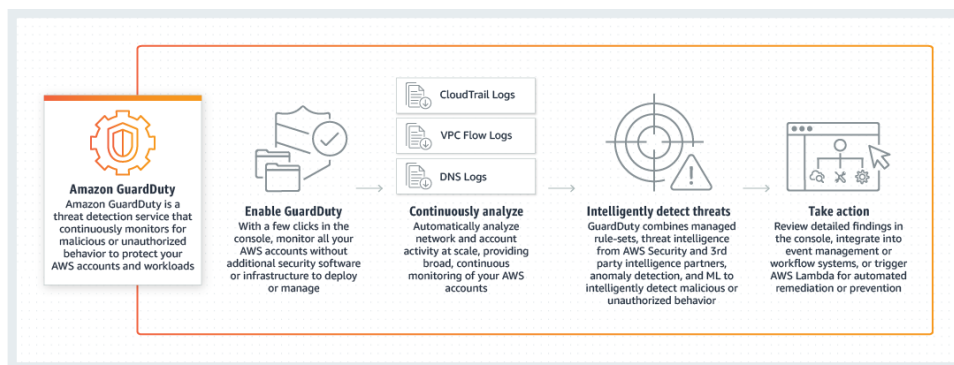 Amazon GuardDuty
Amazon GuardDuty is a
threat detection service that
continuously monitors for
malicious or unauthorized
behavior to protect your
AWS accounts and workloads
Enable GuardDuty
With a few clicks in the
console, monitor all your
AWS accounts without
additional security software
or infrastructure to deploy
or manage
CloudTrail Logs
VPC Flow Logs
DNS Logs
Continuously analyze
Automatically analyze
network and account
activity at scale, providing
broad, continuous
monitoring of your AWS
accounts
Intelligently detect threats
GuardDuty combines managed
rule-sets, threat intelligence
from AWS Security and 3rd
party intelligence partners,
anomaly detection, and ML to
intelligently detect malicious or
unauthorized behavior
Take action
Review detailed findings in
the console, integrate into
event management or
workflow systems, or trigger
AWS Lambda for automated
remediation or prevention